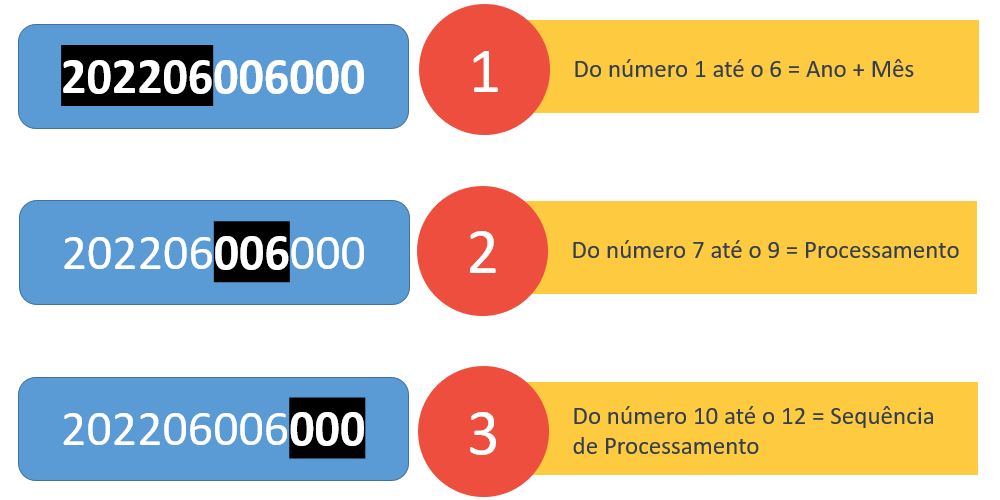 202206006000
1
Do número 1 até o 6 = Ano + Mês
202206006000
2
Do número 7 até o 9 = Processamento
202206006000
3
Do número 10 até o 12 = Sequência
de Processamento